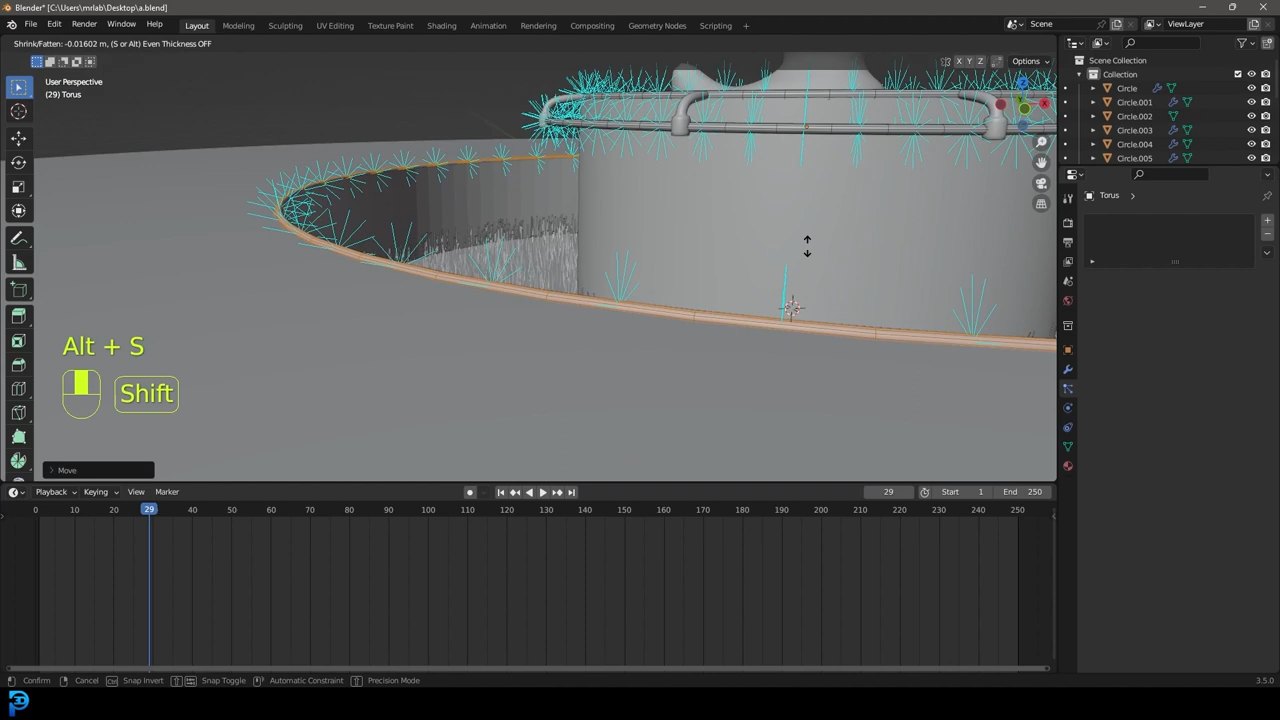 Blender* [C:\Users\mrlab\Desktop\a.blend]
File Edit Render Window Help Layout Modeling Sculpting UV Editing Texture Paint Shading Animation Rendering Compositing Geometry Nodes Scripting Scene ViewLayer
Shrink/Fatten: -0.01602 m, (S or Alt) Even Thickness OFF
X Y Z Options
User Perspective
(29) Torus
Scene Collection
Collection
Circle
Circle.001
Circle.002
Circle.003
Circle.004
Circle.005
Torus
Alt + S
Shift
Move
Playback Keying View Marker 29 Start 1 End 250
0 10 20 29 40 50 60 70 80 90 100 110 120 130 140 150 160 170 180 190 200 210 220 230 240 250
Confirm Cancel Snap Invert Snap Toggle Automatic Constraint Precision Mode 3.5.0